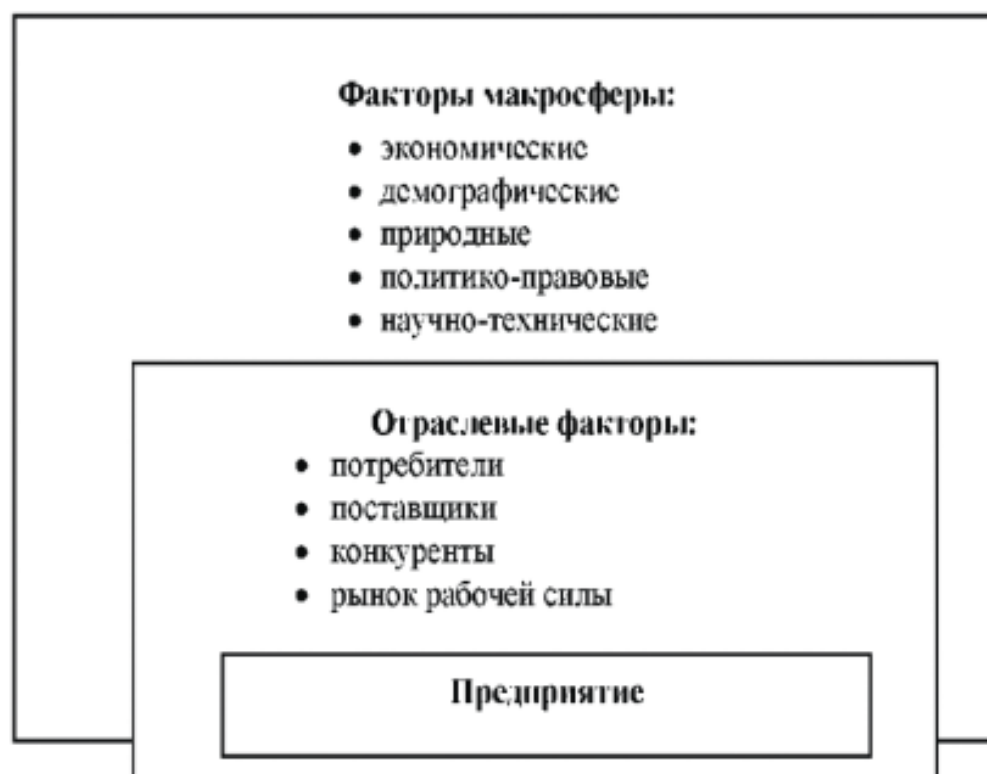 Факторы макросферы:
• экономические
• демографические
• природные
• политико-правовые
• научно-технические
Отраслевые факторы:
• потребители
• поставщики
• конкуренты
• рынок рабочей силы
Предприятие